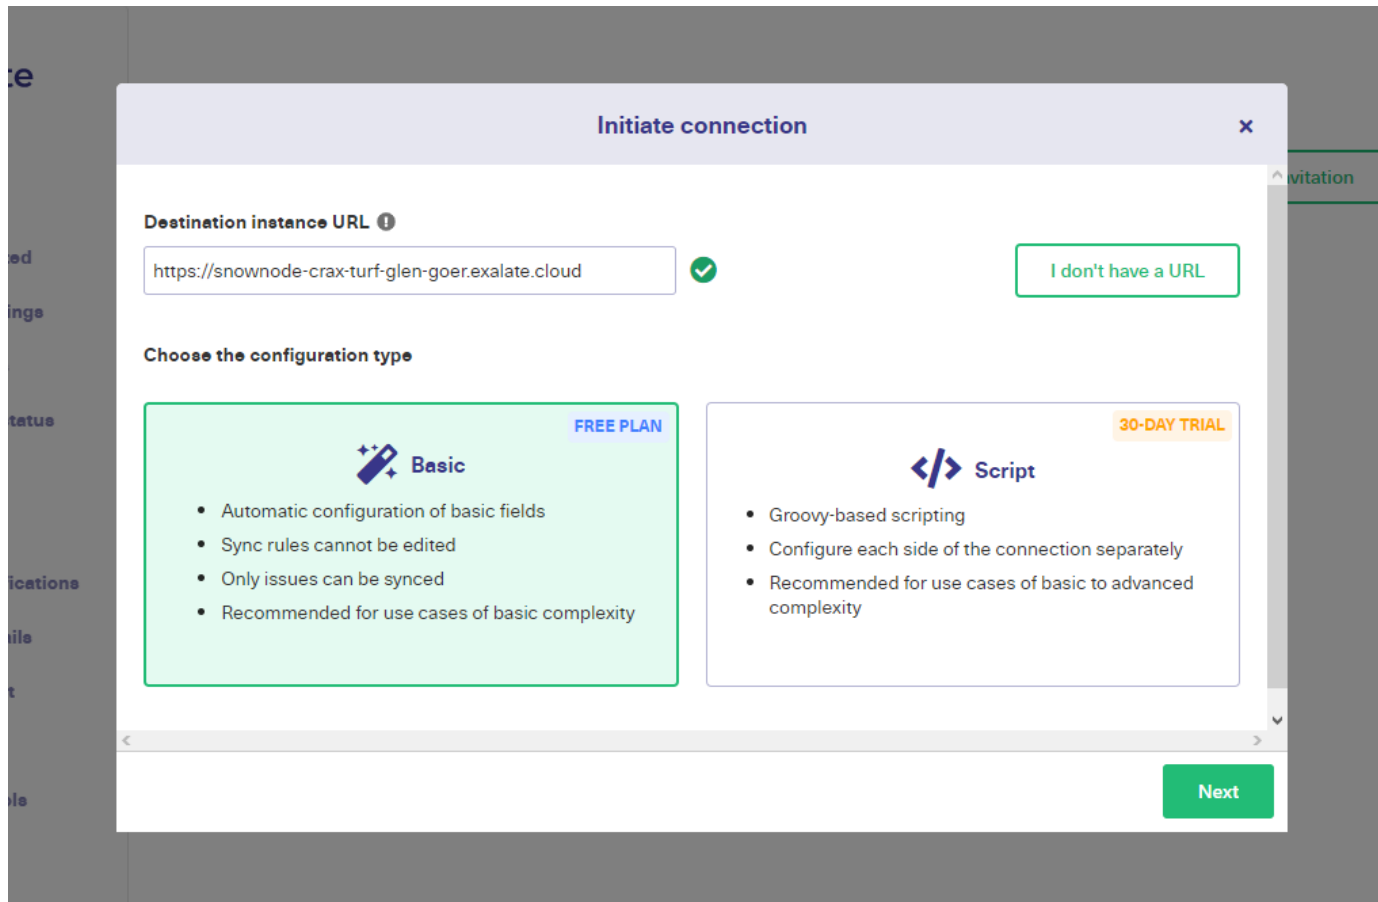 Initiate connection
Destination instance URL
https://snownode-crax-turf-glen-goer.exalate.cloud
I don't have a URL
Choose the configuration type
FREE PLAN
Basic
Automatic configuration of basic fields
Sync rules cannot be edited
Only issues can be synced
Recommended for use cases of basic complexity
30-DAY TRIAL
Script
Groovy-based scripting
Configure each side of the connection separately
Recommended for use cases of basic to advanced
complexity
Next
status